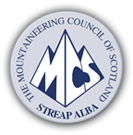 THE MOUNTAINEERING COUNCIL OF SCOTLAND
MCS
STREAP ALBA